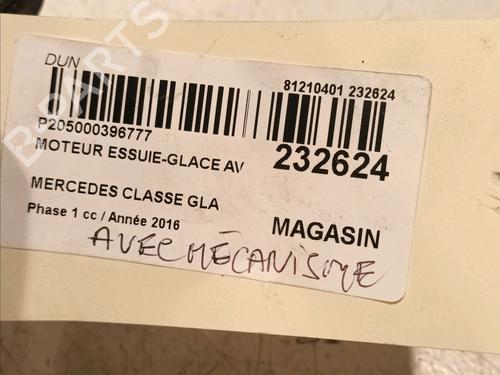 DUN
81210401 232624
P205000396777
232624
MOTEUR ESSUIE-GLACE AV
MERCEDES CLASSE GLA
Phase 1 cc / Année 2016
MAGASIN
AVEC MÉCANISME
B-PARTS